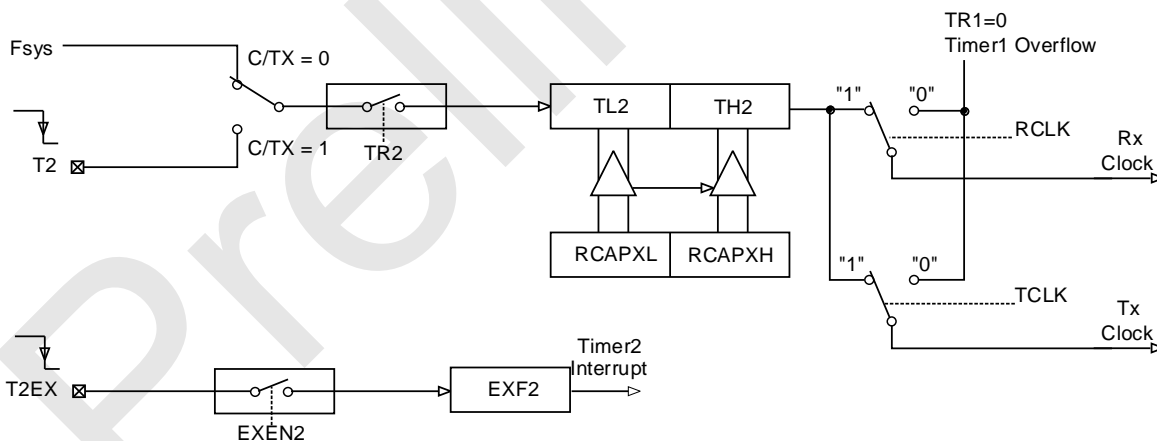 TR1=0
Timer1 Overflow
Fsys
C/TX = 0
T2
C/TX = 1
TR2
TL2
TH2
RCAPXL
RCAPXH
"1"
"0"
RCLK
Rx
Clock
"1"
"0"
TCLK
Tx
Clock
T2EX
EXEN2
EXF2
Timer2
Interrupt
Preli